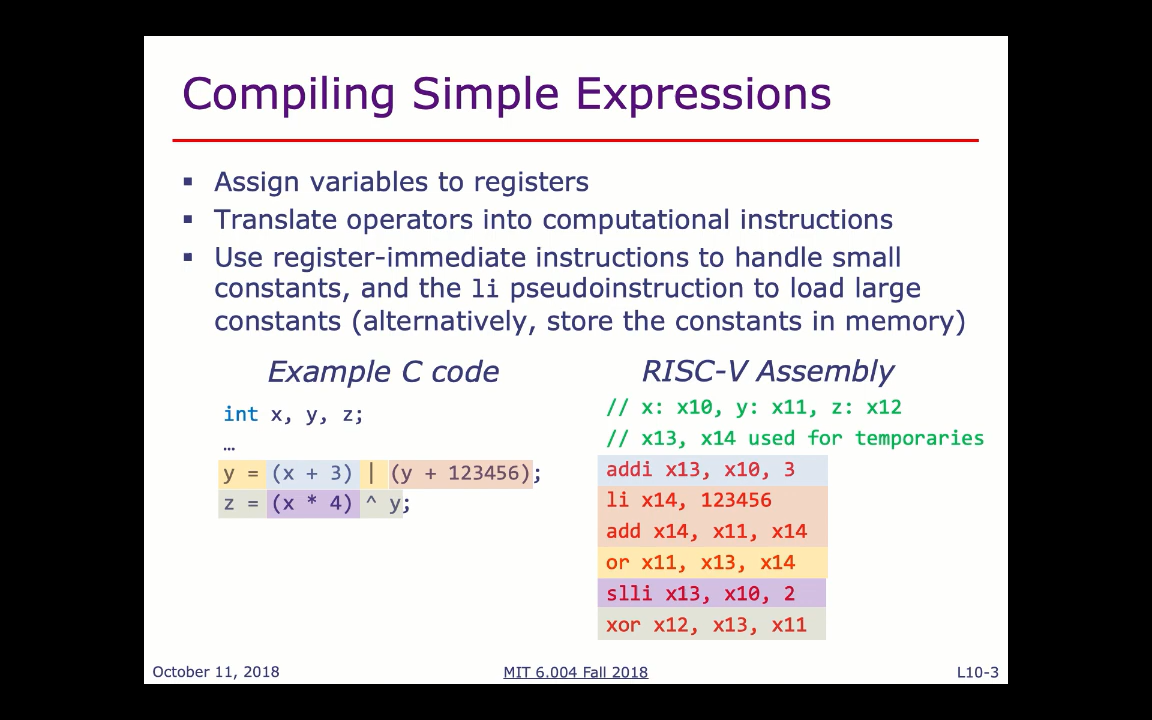 Compiling Simple Expressions
▪ Assign variables to registers
▪ Translate operators into computational instructions
▪ Use register-immediate instructions to handle small
constants, and the li pseudoinstruction to load large
constants (alternatively, store the constants in memory)
Example C code
int x, y, z;
…
y = (x + 3) | (y + 123456);
z = (x * 4) ^ y;
RISC-V Assembly
// x: x10, y: x11, z: x12
// x13, x14 used for temporaries
addi x13, x10, 3
li x14, 123456
add x14, x11, x14
or x11, x13, x14
slli x13, x10, 2
xor x12, x13, x11
October 11, 2018
MIT 6.004 Fall 2018
L10-3